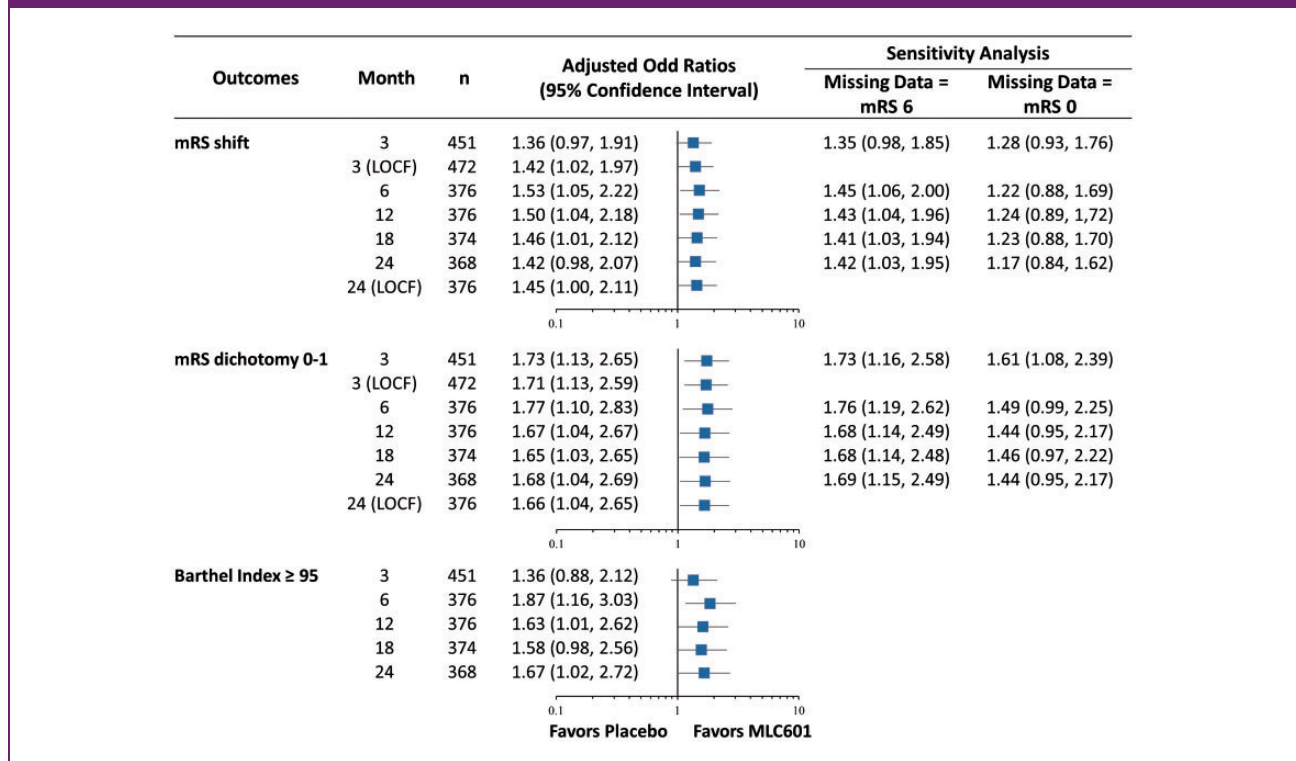 Outcomes Month n Adjusted Odd Ratios (95% Confidence Interval) Sensitivity Analysis
Missing Data = mRS 6 Missing Data = mRS 0
mRS shift 3 451 1.36 (0.97, 1.91) 1.35 (0.98, 1.85) 1.28 (0.93, 1.76)
3 (LOCF) 472 1.42 (1.02, 1.97)
6 376 1.53 (1.05, 2.22) 1.45 (1.06, 2.00) 1.22 (0.88, 1.69)
12 376 1.50 (1.04, 2.18) 1.43 (1.04, 1.96) 1.24 (0.89, 1,72)
18 374 1.46 (1.01, 2.12) 1.41 (1.03, 1.94) 1.23 (0.88, 1.70)
24 368 1.42 (0.98, 2.07) 1.42 (1.03, 1.95) 1.17 (0.84, 1.62)
24 (LOCF) 376 1.45 (1.00, 2.11)
0.1 1 10
mRS dichotomy 0-1 3 451 1.73 (1.13, 2.65) 1.73 (1.16, 2.58) 1.61 (1.08, 2.39)
3 (LOCF) 472 1.71 (1.13, 2.59)
6 376 1.77 (1.10, 2.83) 1.76 (1.19, 2.62) 1.49 (0.99, 2.25)
12 376 1.67 (1.04, 2.67) 1.68 (1.14, 2.49) 1.44 (0.95, 2.17)
18 374 1.65 (1.03, 2.65) 1.68 (1.14, 2.48) 1.46 (0.97, 2.22)
24 368 1.68 (1.04, 2.69) 1.69 (1.15, 2.49) 1.44 (0.95, 2.17)
24 (LOCF) 376 1.66 (1.04, 2.65)
0.1 1 10
Barthel Index ≥ 95 3 451 1.36 (0.88, 2.12)
6 376 1.87 (1.16, 3.03)
12 376 1.63 (1.01, 2.62)
18 374 1.58 (0.98, 2.56)
24 368 1.67 (1.02, 2.72)
0.1 1 10
Favors Placebo Favors MLC601